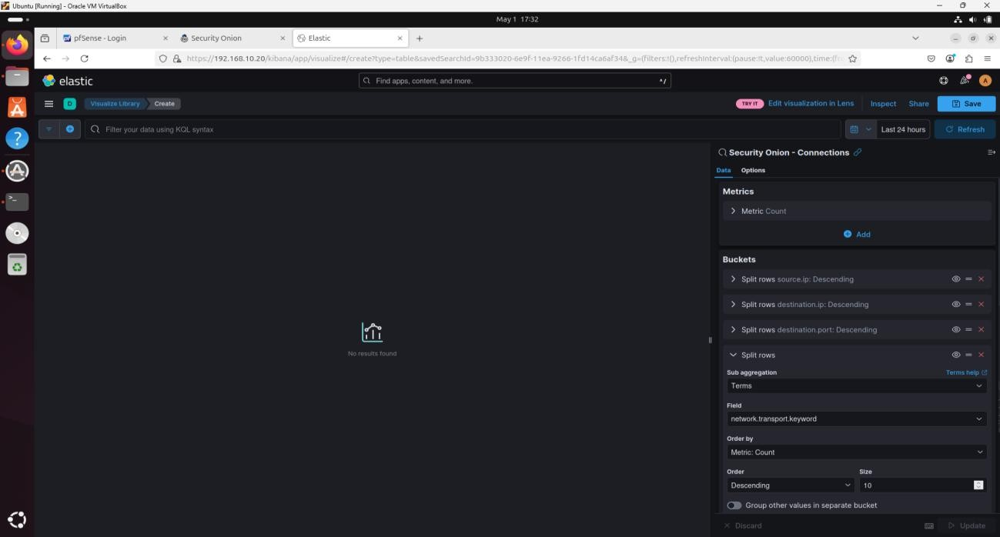 Ubuntu [Running] - Oracle VM VirtualBox
May 1 17:32
pfSense - Login
Security Onion
Elastic
https://192.168.10.20/kibana/app/visualize#/create?type=table&savedSearchId=9b333020-6e9f-11ea-9266-1fd14ca6af34&_g=(filters:!(),refreshInterval:(pause:!t,value:60000),time:(fr
elastic
Find apps, content, and more.
^/
A
D
Visualize Library
Create
TRY IT
Edit visualization in Lens
Inspect
Share
Save
Filter your data using KQL syntax
Last 24 hours
Refresh
Security Onion - Connections
Data
Options
Metrics
Metric Count
Add
Buckets
Split rows source.ip: Descending
Split rows destination.ip: Descending
Split rows destination.port: Descending
No results found
Split rows
Sub aggregation
Terms help
Terms
Field
network.transport.keyword
Order by
Metric: Count
Order
Size
Descending
10
Group other values in separate bucket
Discard
Update